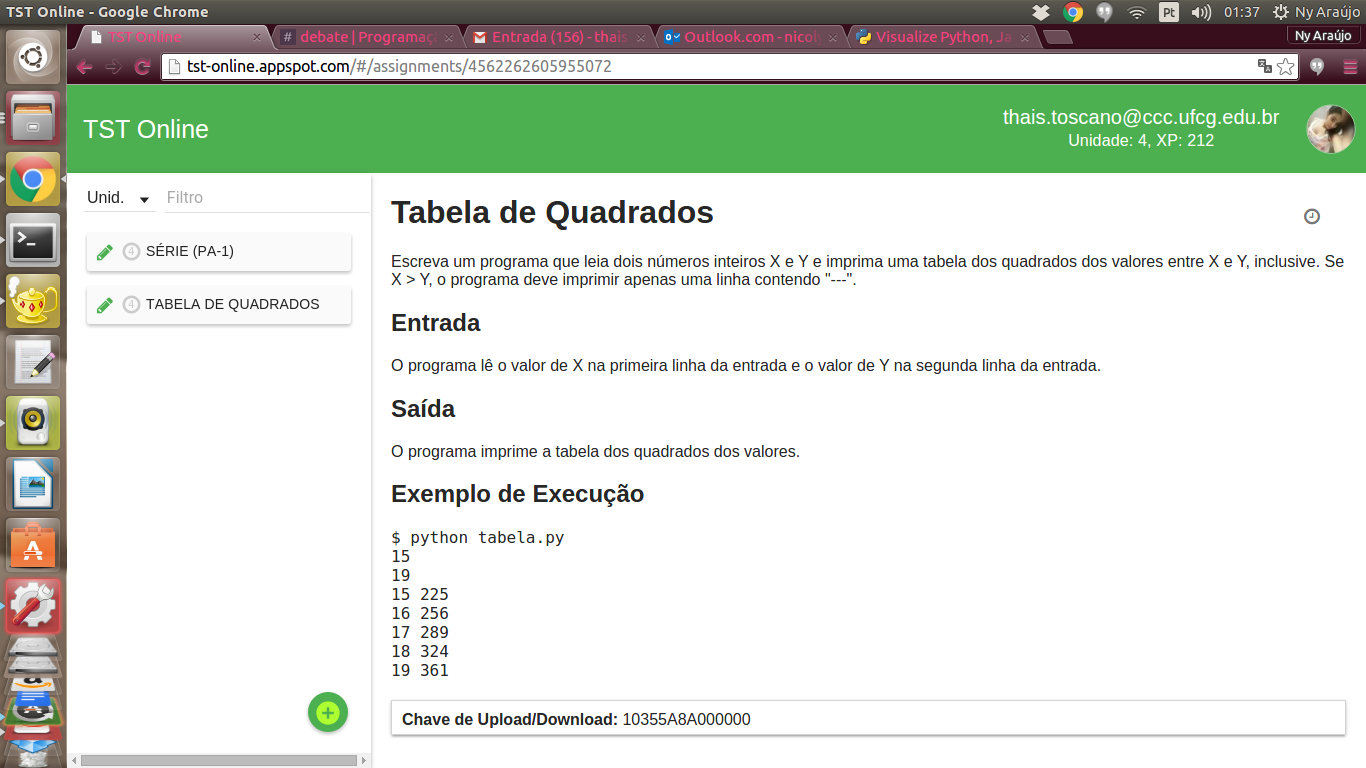 TST Online - Google Chrome
Pt
01:37
Ny Araújo
TST Online
# debate | Programaç
Entrada (156) - thais
Outlook.com - nicoly
Visualize Python, Ja
Ny Araújo
tst-online.appspot.com/#/assignments/4562262605955072
TST Online
thais.toscano@ccc.ufcg.edu.br
Unidade: 4, XP: 212
Unid.
Filtro
4 SÉRIE (PA-1)
4 TABELA DE QUADRADOS
Tabela de Quadrados
Escreva um programa que leia dois números inteiros X e Y e imprima uma tabela dos quadrados dos valores entre X e Y, inclusive. Se
X > Y, o programa deve imprimir apenas uma linha contendo "---".
Entrada
O programa lê o valor de X na primeira linha da entrada e o valor de Y na segunda linha da entrada.
Saída
O programa imprime a tabela dos quadrados dos valores.
Exemplo de Execução
$ python tabela.py
15
19
15 225
16 256
17 289
18 324
19 361
Chave de Upload/Download: 10355A8A000000